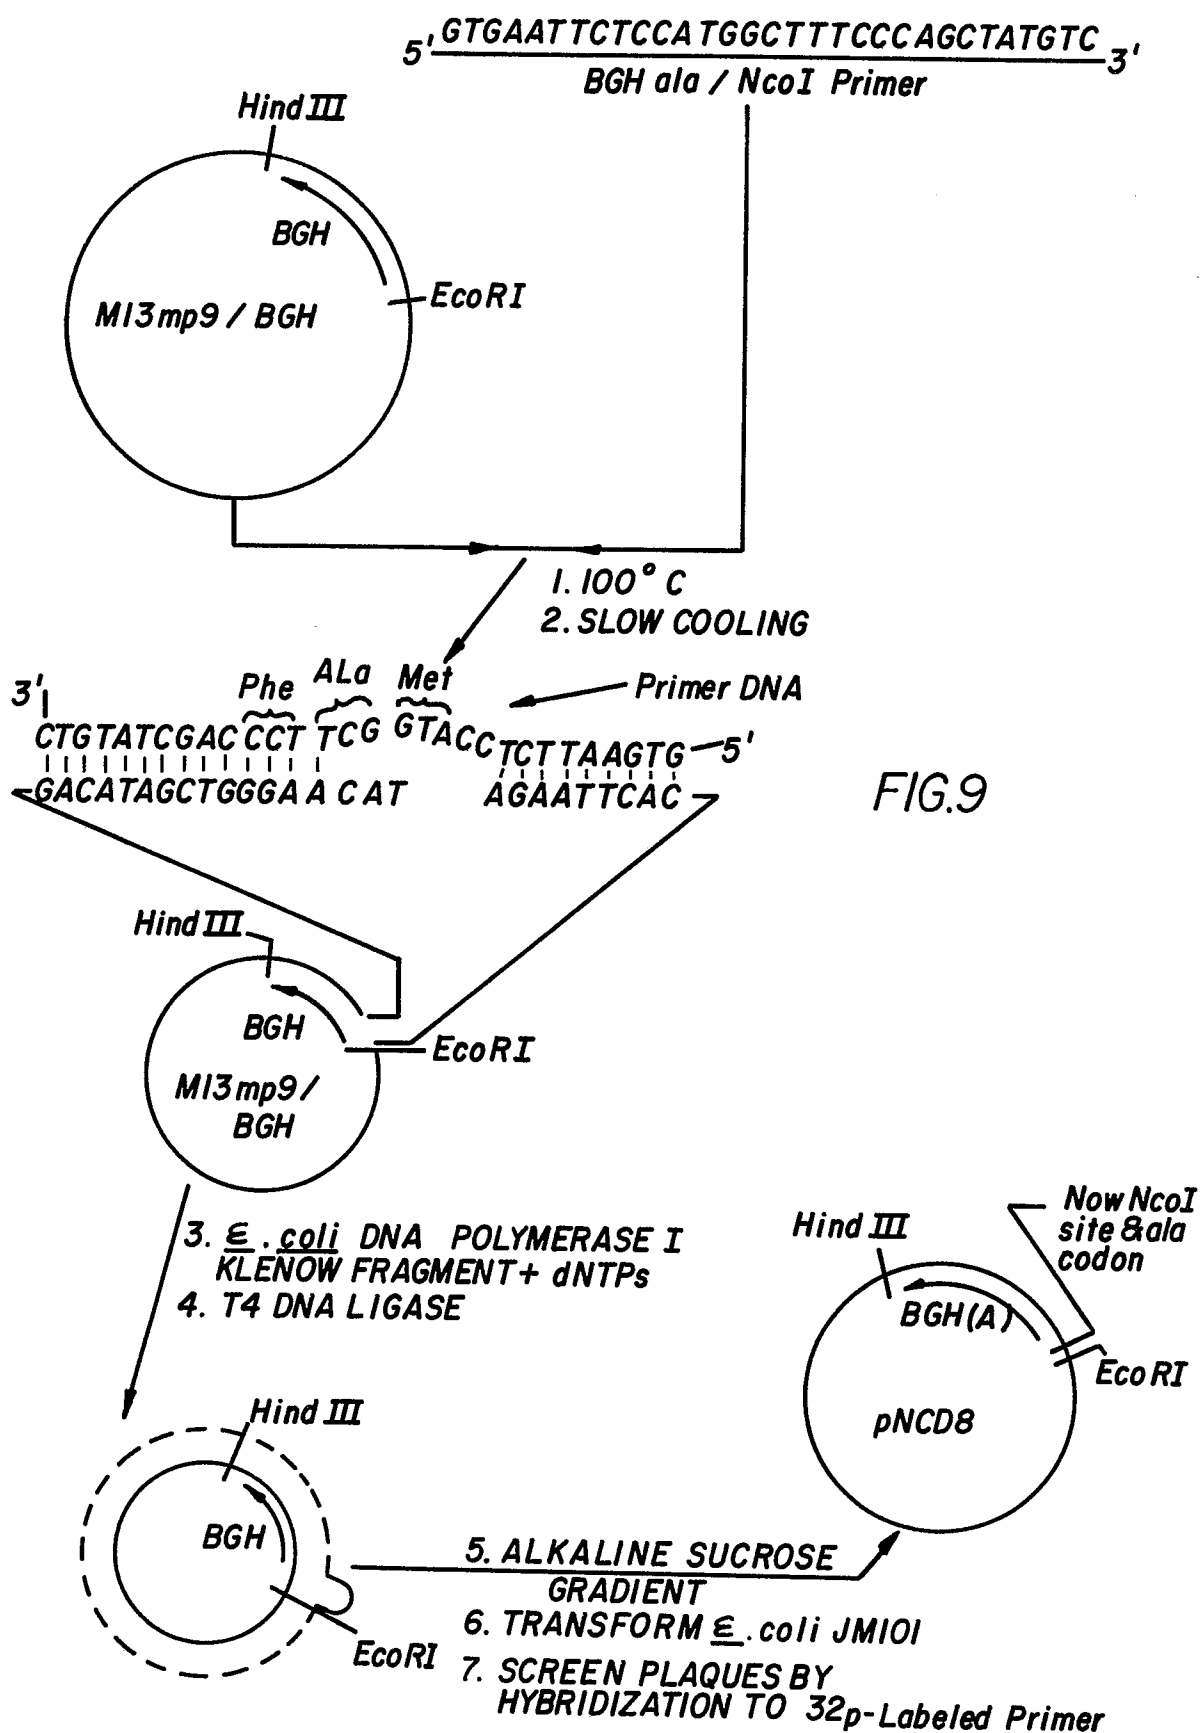 5' GTGAATTCTCCATGGCTTTCCCAGCTATGTC 3'
BGH ala / NcoI Primer
Hind III
BGH
EcoRI
M13mp9 / BGH
1. 100° C
2. SLOW COOLING
Phe ALa Met
Primer DNA
3'
CTGTATCGAC CCT TCG GTACC TCTTAAGTG 5'
GACATAGCTGGGAA CAT AGAATTCAC
FIG.9
Hind III
BGH
EcoRI
M13mp9/
BGH
3. E. coli DNA POLYMERASE I
KLENOW FRAGMENT + dNTPs
4. T4 DNA LIGASE
Now NcoI
site & ala
codon
Hind III
BGH(A)
EcoRI
pNCD8
Hind III
BGH
EcoRI
5. ALKALINE SUCROSE
GRADIENT
6. TRANSFORM E. coli JM101
7. SCREEN PLAQUES BY
HYBRIDIZATION TO 32p-Labeled Primer